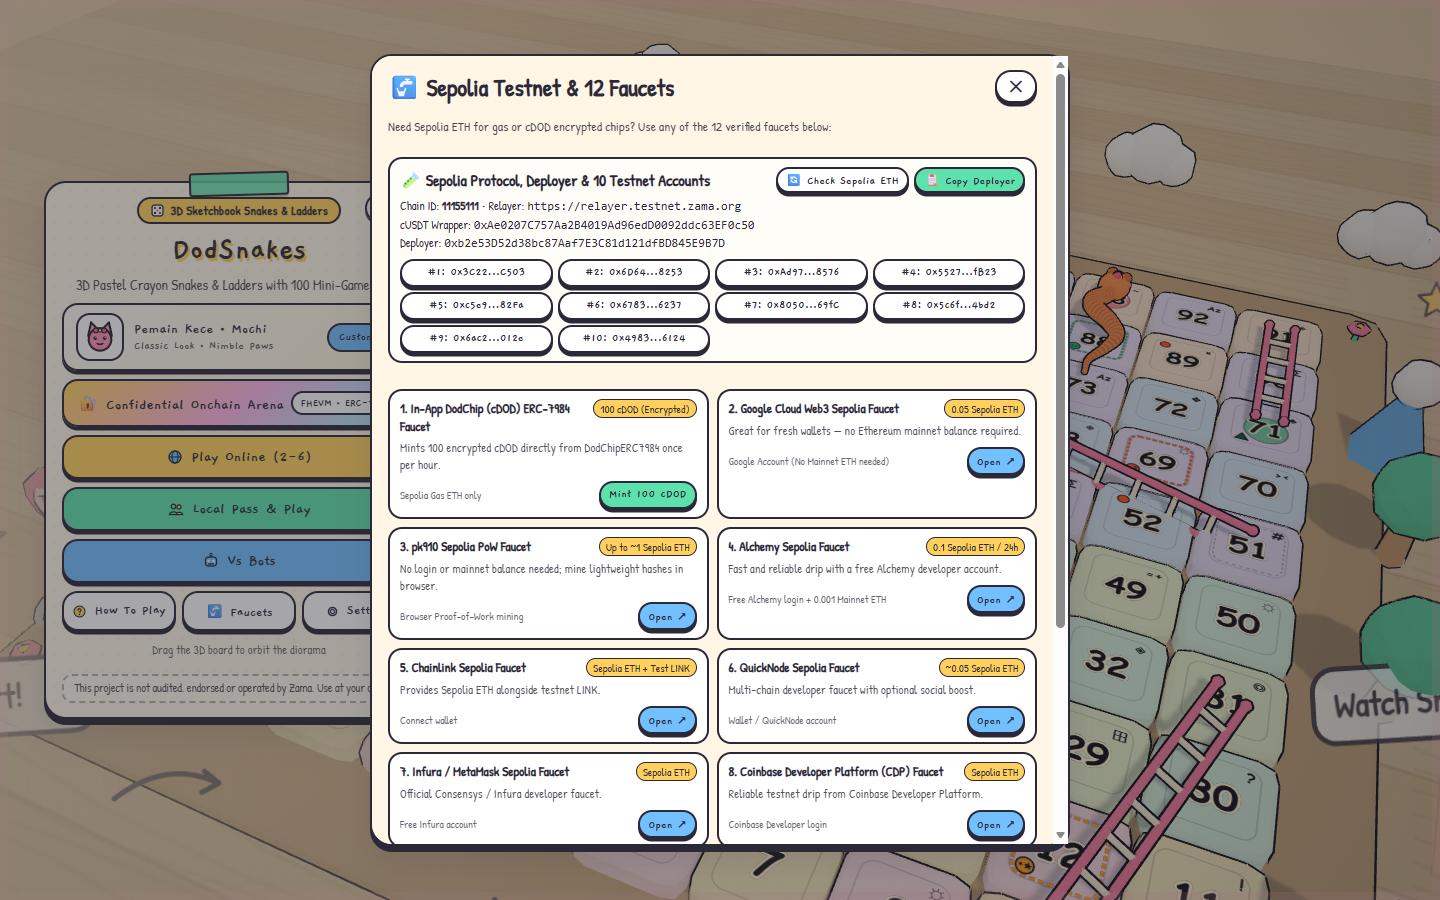 Sepolia Testnet & 12 Faucets
Need Sepolia ETH for gas or cDOD encrypted chips? Use any of the 12 verified faucets below:
Sepolia Protocol, Deployer & 10 Testnet Accounts
Check Sepolia ETH
Copy Deployer
Chain ID: 11155111 · Relayer: https://relayer.testnet.zama.org
cUSDT Wrapper: 0xAe0207C757Aa2B4019Ad96edD0092ddc63EF0c50
Deployer: 0xb2e53D52d38bc87Aaf7E3C81d121dfBD845E9B7D
#1: 0x3C22...C503
#2: 0x6D64...8253
#3: 0xAd97...8576
#4: 0x5527...fB23
#5: 0xc5e9...82Fa
#6: 0x6783...6237
#7: 0x8050...69fC
#8: 0x5c6f...4bd2
#9: 0x6ac2...012e
#10: 0x4983...6124
1. In-App DodChip (cDOD) ERC-7984 Faucet
100 cDOD (Encrypted)
Mints 100 encrypted cDOD directly from DodChipERC7984 once per hour.
Sepolia Gas ETH only
Mint 100 cDOD
2. Google Cloud Web3 Sepolia Faucet
0.05 Sepolia ETH
Great for fresh wallets — no Ethereum mainnet balance required.
Google Account (No Mainnet ETH needed)
Open ↗
3. pk910 Sepolia PoW Faucet
Up to ~1 Sepolia ETH
No login or mainnet balance needed; mine lightweight hashes in browser.
Browser Proof-of-Work mining
Open ↗
4. Alchemy Sepolia Faucet
0.1 Sepolia ETH / 24h
Fast and reliable drip with a free Alchemy developer account.
Free Alchemy login + 0.001 Mainnet ETH
Open ↗
5. Chainlink Sepolia Faucet
Sepolia ETH + Test LINK
Provides Sepolia ETH alongside testnet LINK.
Connect wallet
Open ↗
6. QuickNode Sepolia Faucet
~0.05 Sepolia ETH
Multi-chain developer faucet with optional social boost.
Wallet / QuickNode account
Open ↗
7. Infura / MetaMask Sepolia Faucet
Sepolia ETH
Official Consensys / Infura developer faucet.
Free Infura account
Open ↗
8. Coinbase Developer Platform (CDP) Faucet
Sepolia ETH
Reliable testnet drip from Coinbase Developer Platform.
Coinbase Developer login
Open ↗
3D Sketchbook Snakes & Ladders
DodSnakes
3D Pastel Crayon Snakes & Ladders with 100 Mini-Game
Pemain Kece • Mochi
Classic Look • Nimble Paws
Confidential Onchain Arena
FHEVM • ERC-
Play Online (2-6)
Local Pass & Play
Vs Bots
How To Play
Faucets
Drag the 3D board to orbit the diorama
This project is not audited, endorsed or operated by Zama. Use at your
92
89
72
71
69
70
52
51
49
50
32
31
29
30
12
7
73
Watch